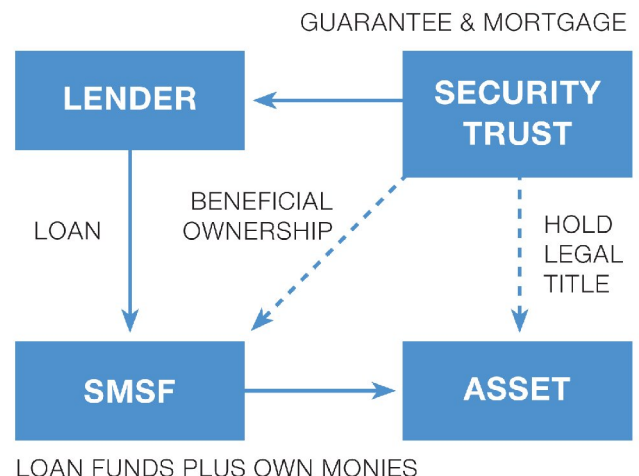 GUARANTEE & MORTGAGE
LENDER
SECURITY
TRUST
LOAN
BENEFICIAL
OWNERSHIP
HOLD
LEGAL
TITLE
SMSF
ASSET
LOAN FUNDS PLUS OWN MONIES